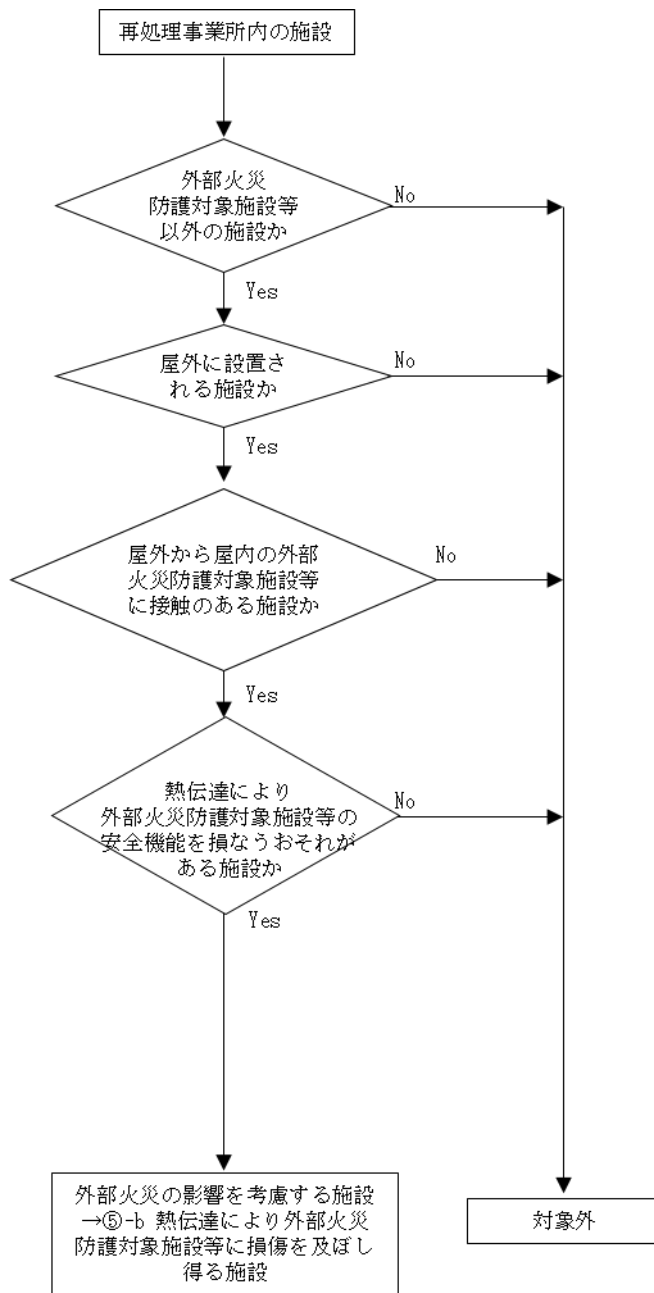 再処理事業所内の施設
外部火災
防護対象施設等
以外の施設か
No
Yes
屋外に設置さ
れる施設か
No
Yes
屋外から屋内の外部
火災防護対象施設等
に接触のある施設か
No
Yes
熱伝達により
外部火災防護対象施設等の
安全機能を損なうおそれが
ある施設か
No
Yes
外部火災の影響を考慮する施設
→⑤-b 熱伝達により外部火災
防護対象施設等に損傷を及ぼし
得る施設
対象外